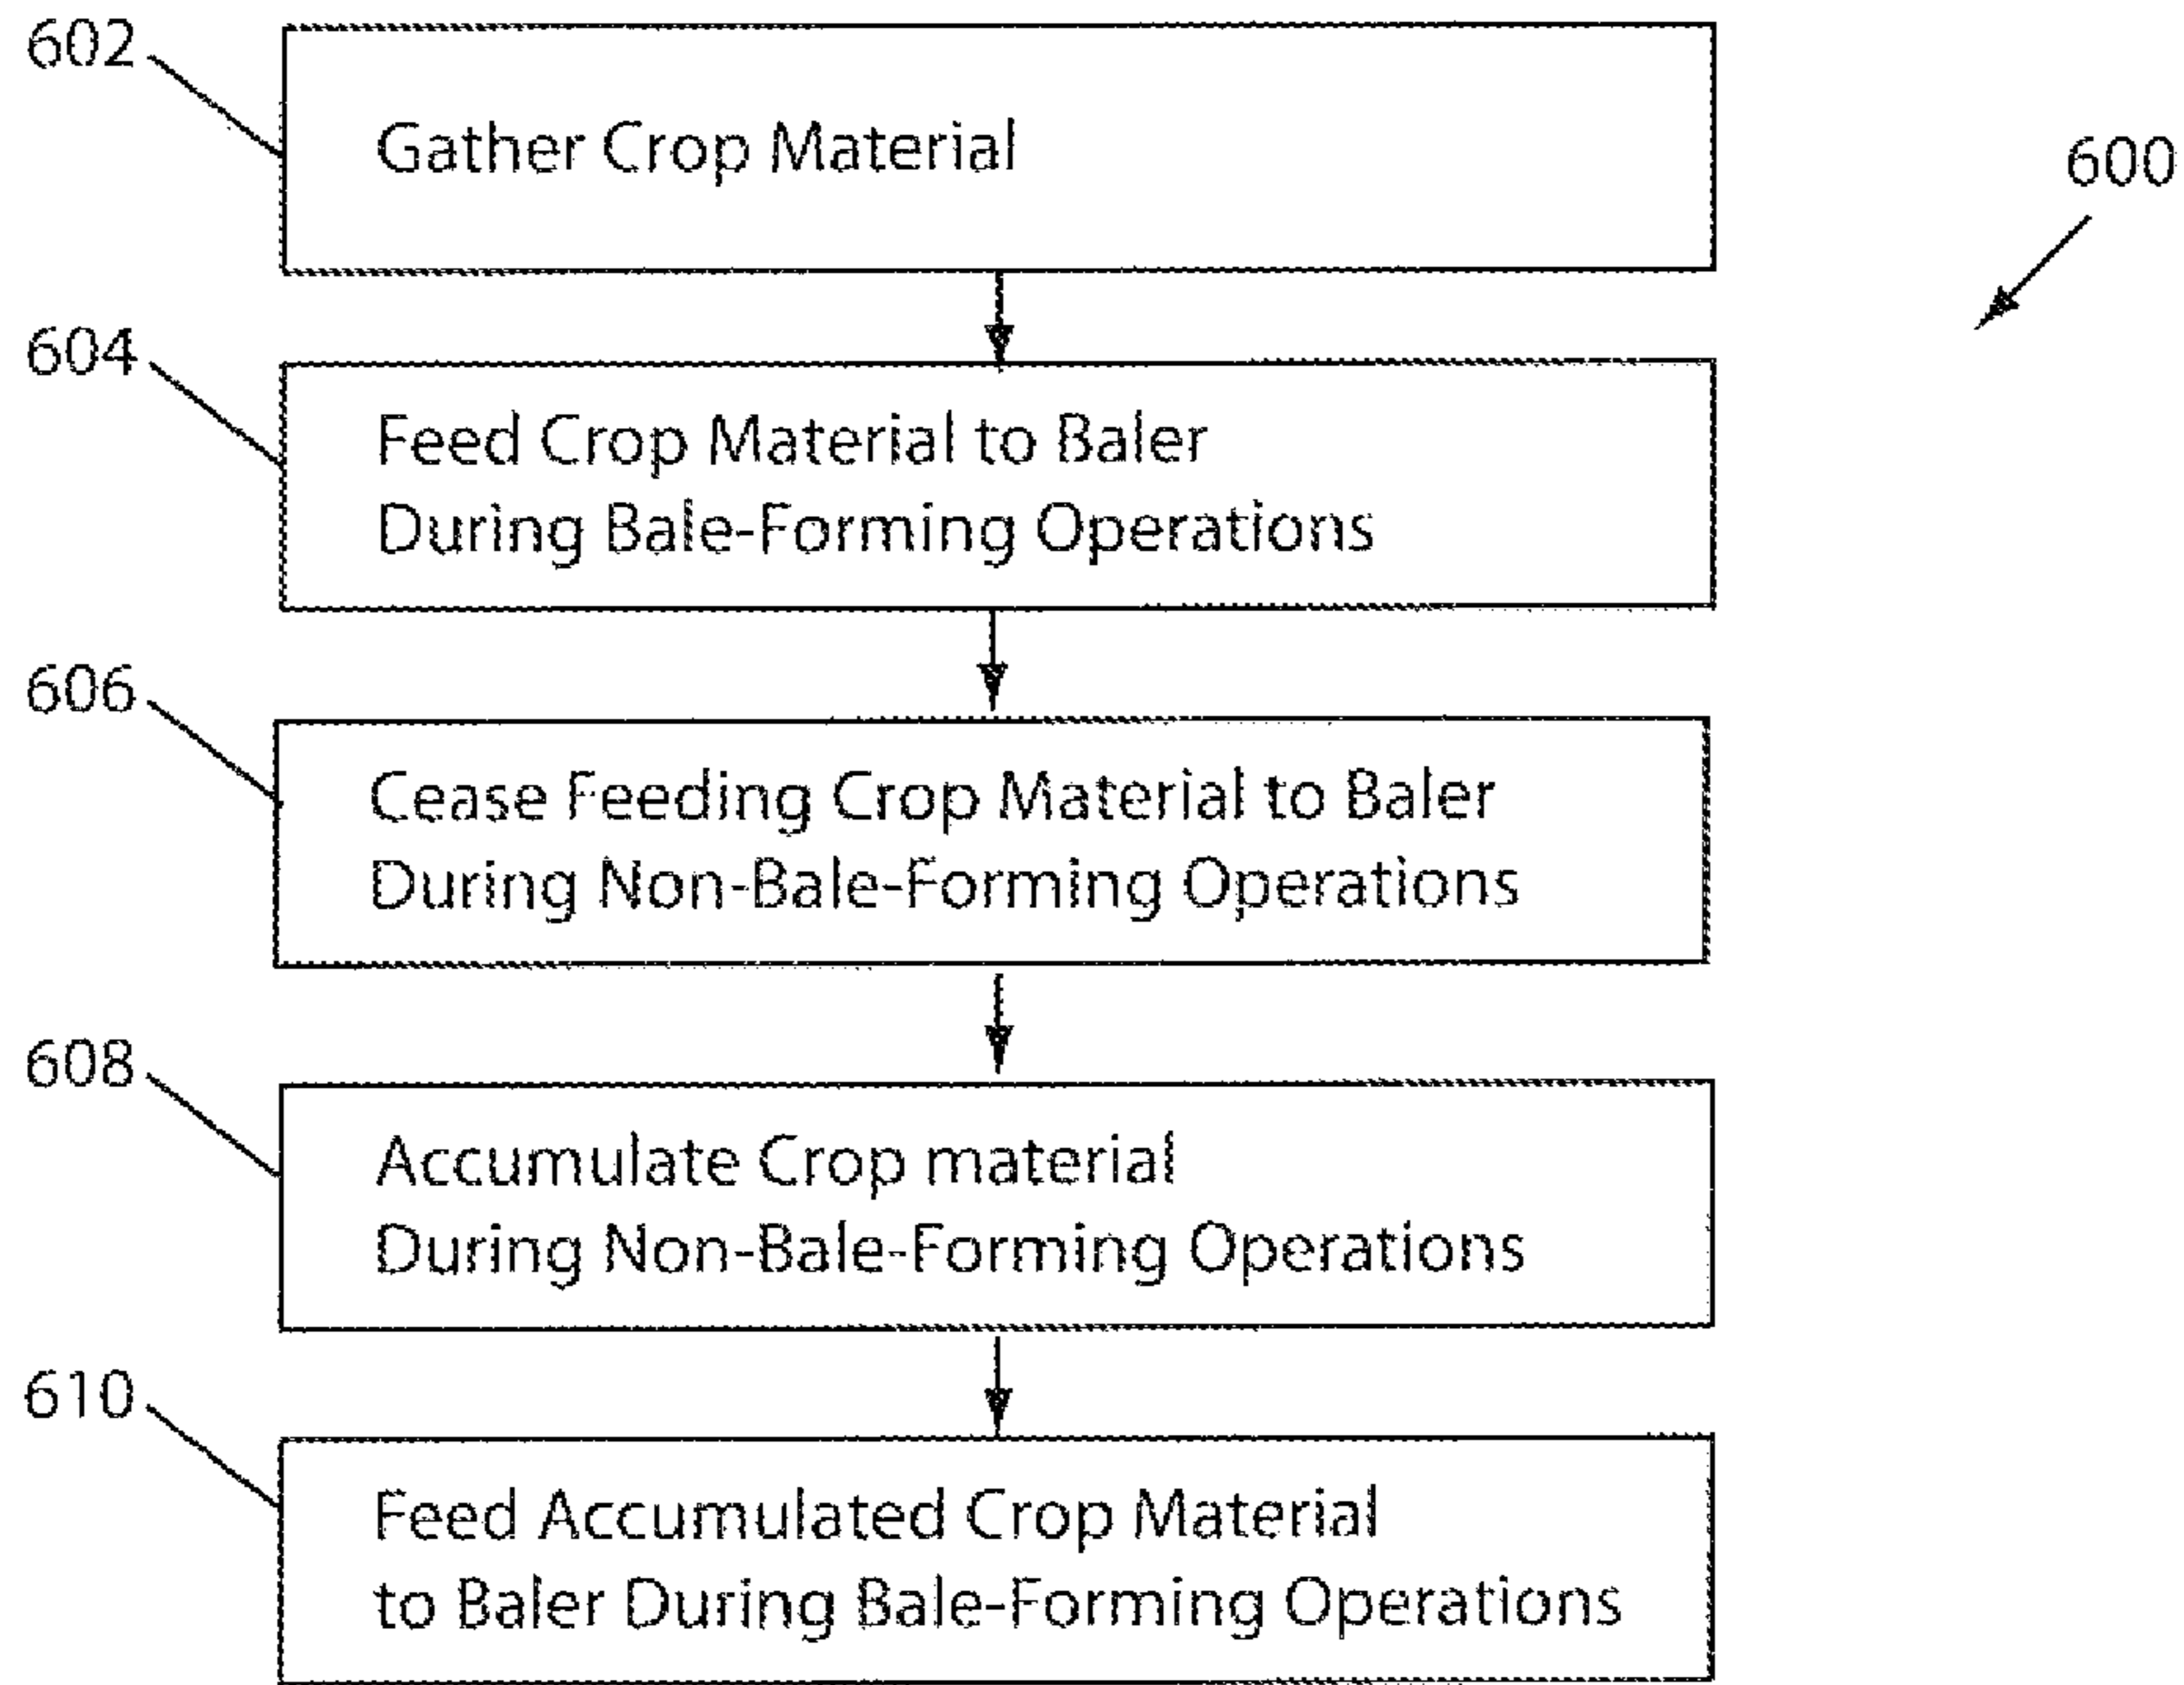 602
Gather Crop Material
600
604
Feed Crop Material to Baler
During Bale-Forming Operations
606
Cease Feeding Crop Material to Baler
During Non-Bale-Forming Operations
608
Accumulate Crop material
During Non-Bale-Forming Operations
610
Feed Accumulated Crop Material
to Baler During Bale-Forming Operations